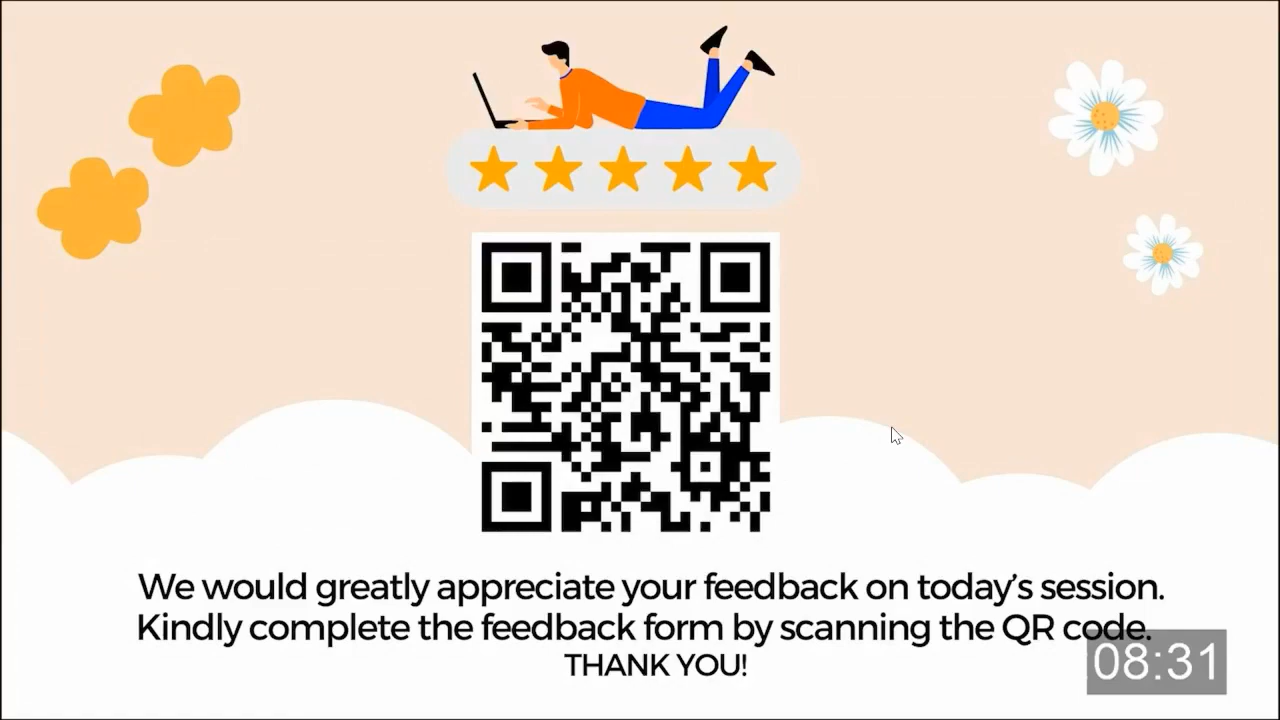 We would greatly appreciate your feedback on today's session.
Kindly complete the feedback form by scanning the QR code.
THANK YOU!
08:31